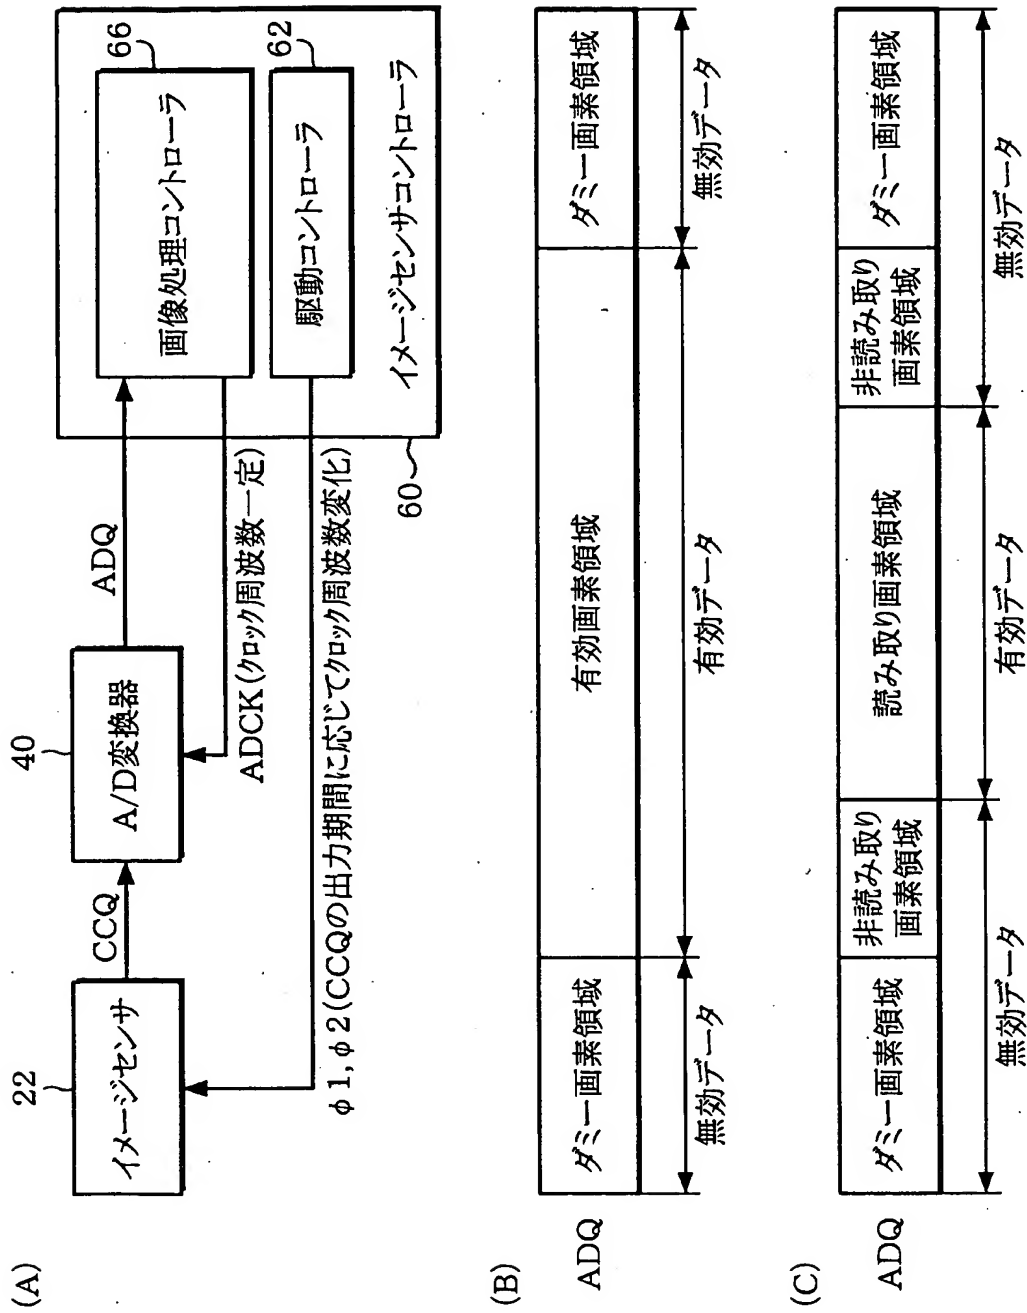 (A)
22
イメージセンサ
CCQ
40
A/D変換器
ADQ
66
画像処理コントローラ
62
駆動コントローラ
イメージセンサコントローラ
60
ADCK(クロック周波数一定)
φ1,φ2(CCQの出力期間に応じてクロック周波数変化)
(B)
ADQ
ダミー画素領域
有効画素領域
ダミー画素領域
無効データ
有効データ
無効データ
(C)
ADQ
ダミー画素領域
非読み取り
画素領域
読み取り画素領域
非読み取り
画素領域
ダミー画素領域
無効データ
有効データ
無効データ